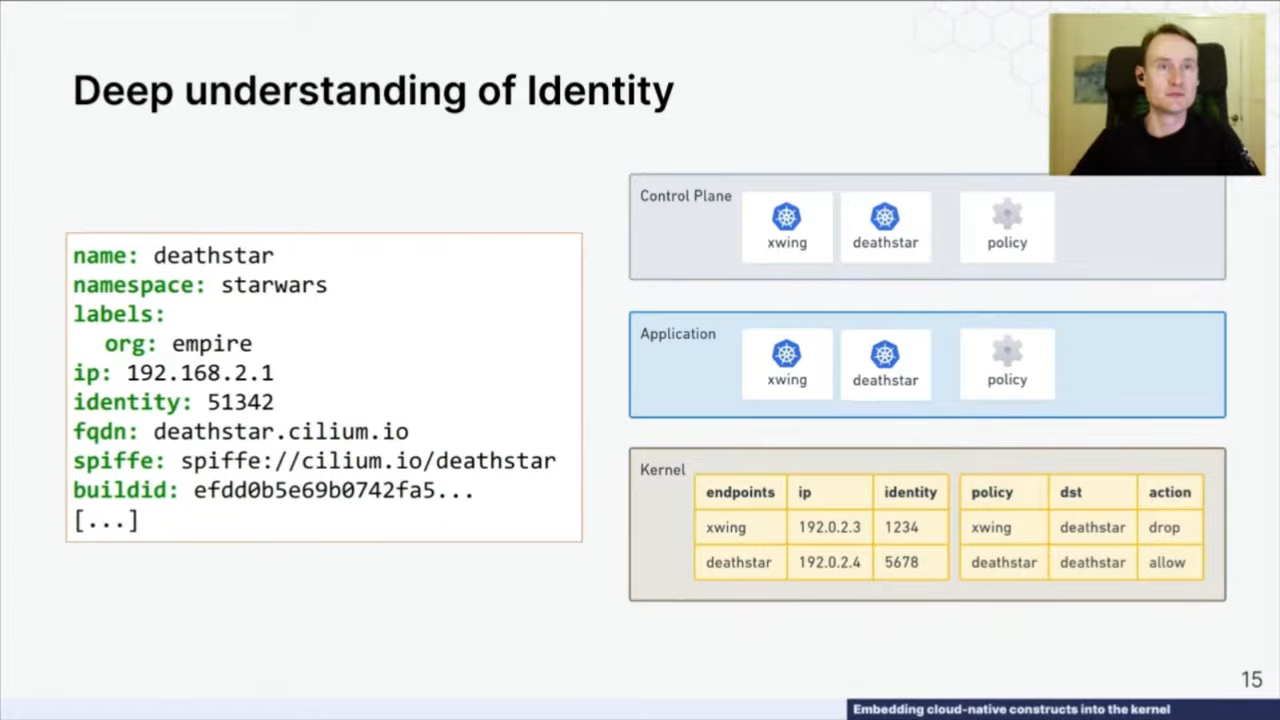 Deep understanding of Identity
name: deathstar
namespace: starwars
labels:
org: empire
ip: 192.168.2.1
identity: 51342
fqdn: deathstar.cilium.io
spiffe: spiffe://cilium.io/deathstar
buildid: efdd0b5e69b0742fa5...
[...]
Control Plane
xwing deathstar policy
Application
xwing deathstar policy
Kernel
endpoints ip identity policy dst action
xwing 192.0.2.3 1234 xwing deathstar drop
deathstar 192.0.2.4 5678 deathstar deathstar allow
15
Embedding cloud-native constructs into the kernel